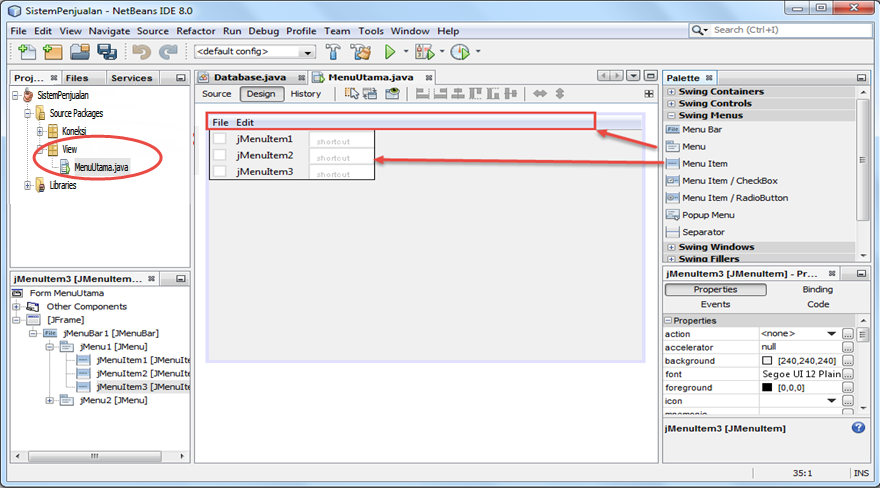 SistemPenjualan - NetBeans IDE 8.0
File Edit View Navigate Source Refactor Run Debug Profile Team Tools Window Help
Search (Ctrl+I)
<default config>
Proj... Files Services
SistemPenjualan
Source Packages
Koneksi
View
MenuUtama.java
Libraries
jMenuItem3 [JMenuItem...
Form MenuUtama
Other Components
[JFrame]
jMenuBar1 [JMenuBar]
jMenu1 [JMenu]
jMenuItem1 [JMenuIte
jMenuItem2 [JMenuIte
jMenuItem3 [JMenuIte
jMenu2 [JMenu]
Database.java MenuUtama.java
Source Design History
File Edit
jMenuItem1 shortcut
jMenuItem2 shortcut
jMenuItem3 shortcut
Palette
Swing Containers
Swing Controls
Swing Menus
Menu Bar
Menu
Menu Item
Menu Item / CheckBox
Menu Item / RadioButton
Popup Menu
Separator
Swing Windows
Swing Fillers
jMenuItem3 [JMenuItem] - Pr...
Properties Binding
Events Code
Properties
action <none>
accelerator null
background [240,240,240]
font Segoe UI 12 Plain
foreground [0,0,0]
icon
mnemonic
jMenuItem3 [JMenuItem]
35:1 INS